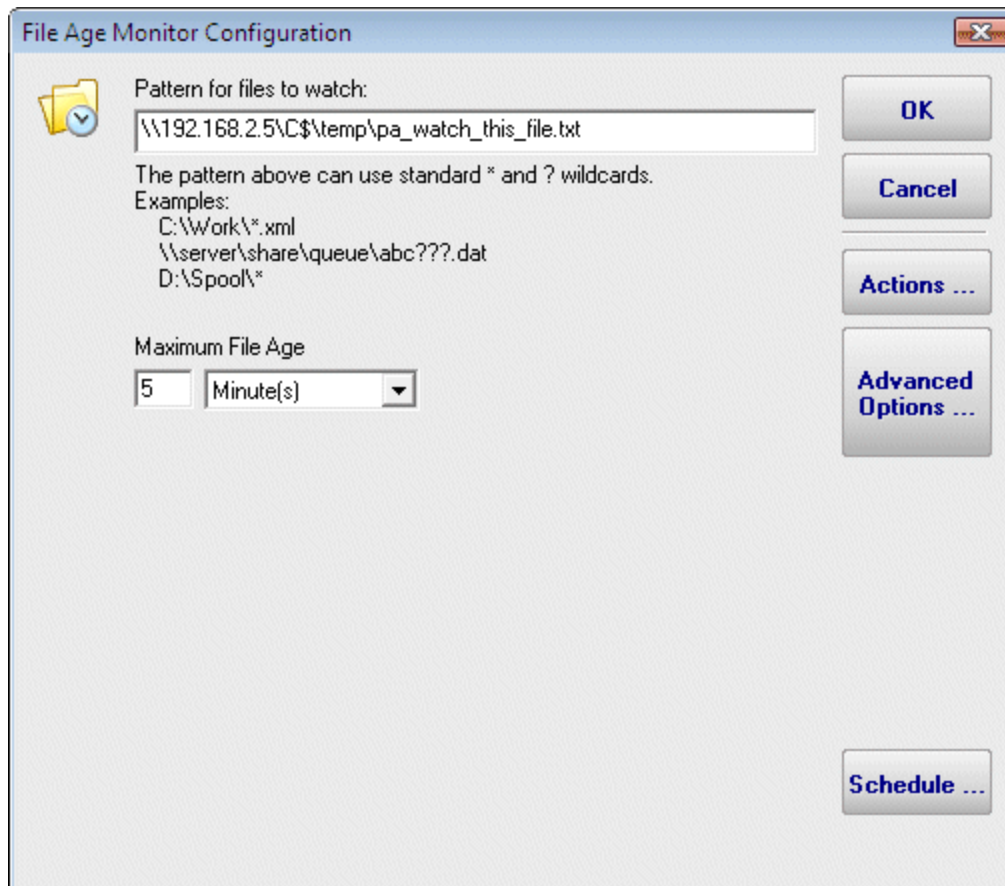 File Age Monitor Configuration
Pattern for files to watch:
\\192.168.2.5\C$\temp\pa_watch_this_file.txt
The pattern above can use standard * and ? wildcards.
Examples:
C:\Work\*.xml
\\server\share\queue\abc???.dat
D:\Spool\*
Maximum File Age
5 Minute(s)
OK
Cancel
Actions ...
Advanced
Options ...
Schedule ...